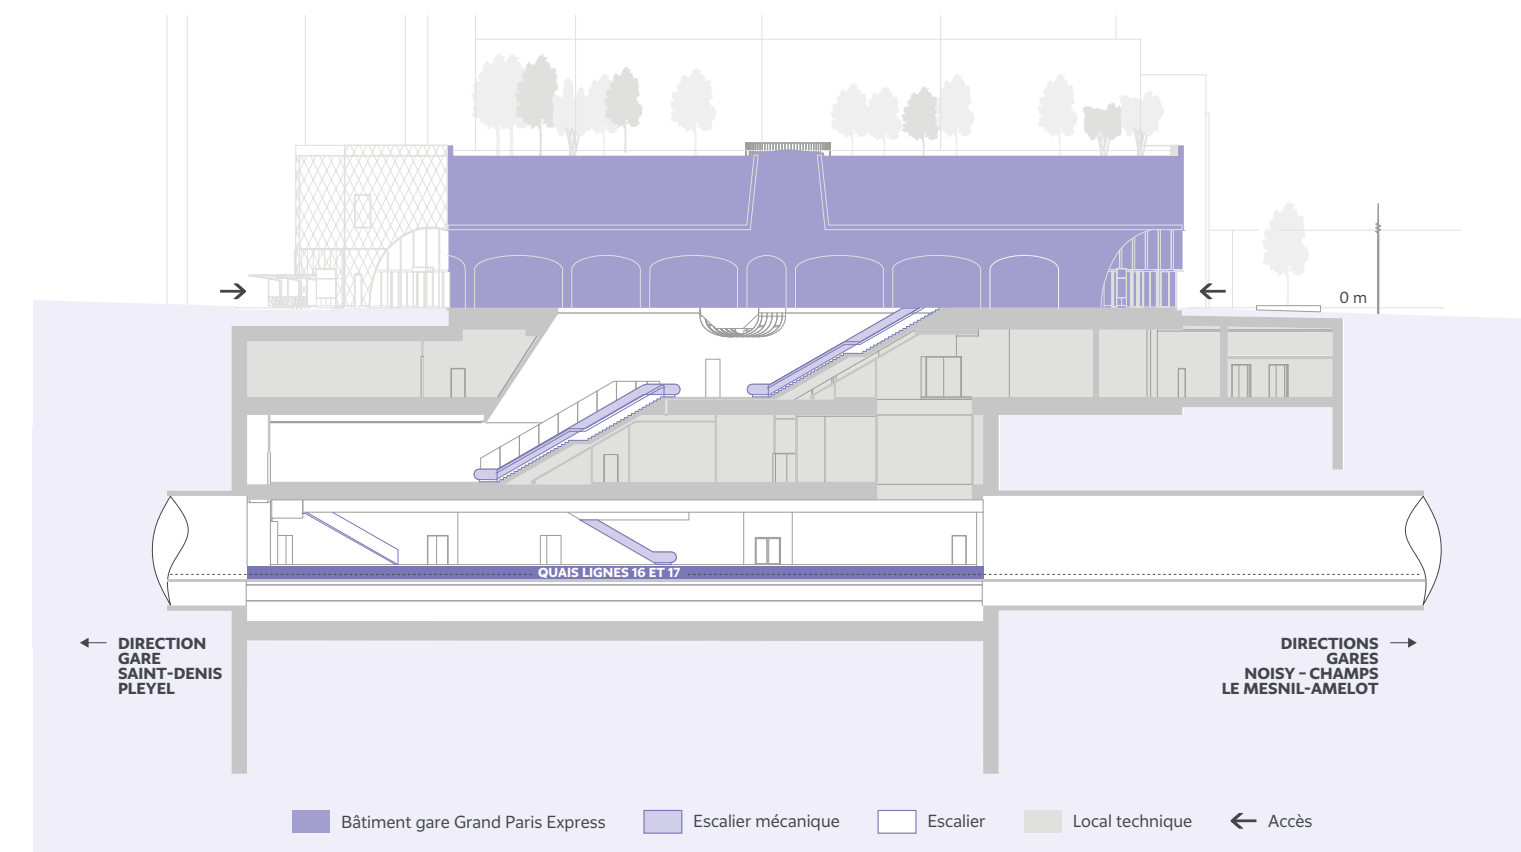 0 m
QUAIS LIGNES 16 ET 17
DIRECTION
GARE
SAINT-DENIS
PLEYEL
DIRECTIONS
GARES
NOISY – CHAMPS
LE MESNIL-AMELOT
Bâtiment gare Grand Paris Express
Escalier mécanique
Escalier
Local technique
Accès